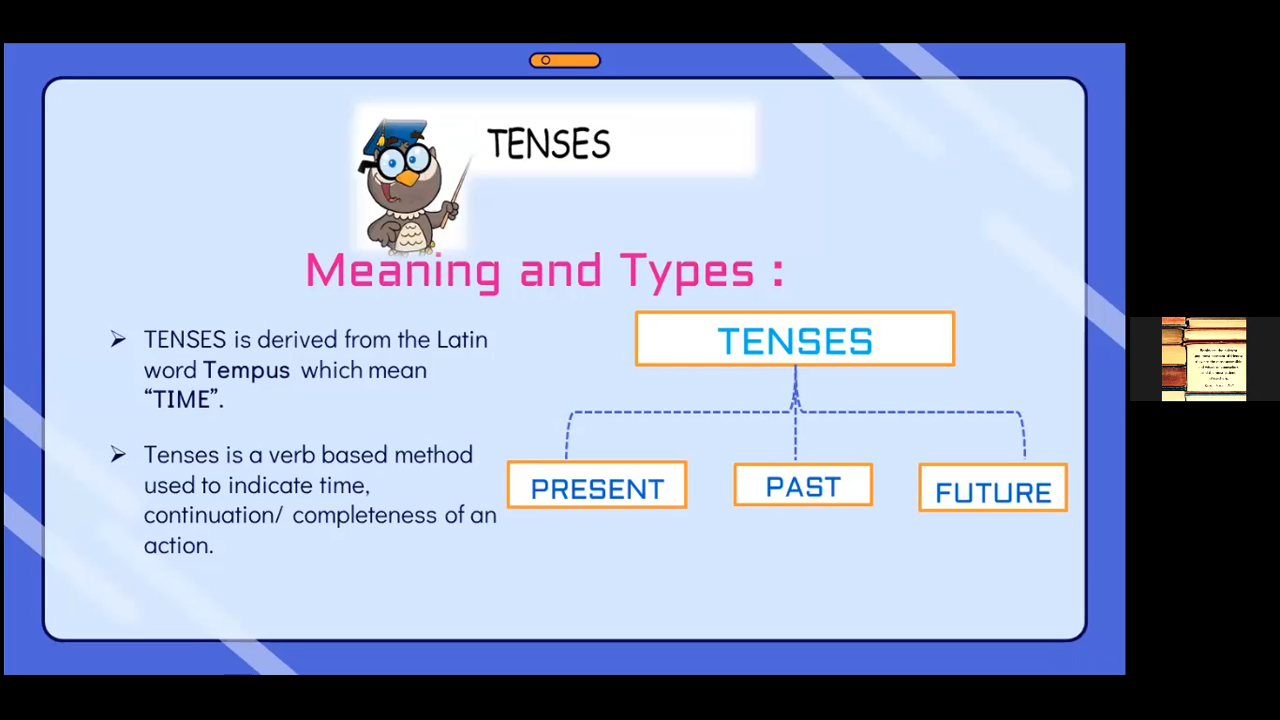 TENSES
Meaning and Types :
TENSES is derived from the Latin
word Tempus which mean
“TIME”.
Tenses is a verb based method
used to indicate time,
continuation/ completeness of an
action.
TENSES
PRESENT
PAST
FUTURE